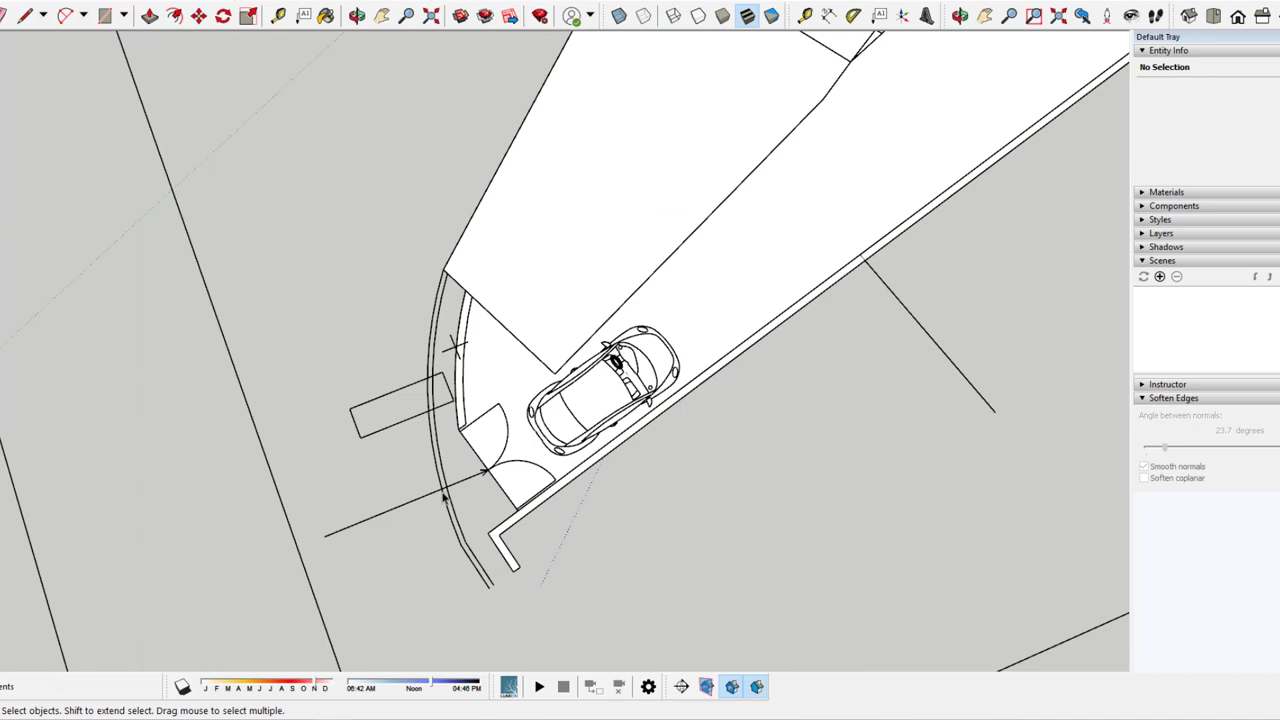 Default Tray
Entity Info
No Selection
Materials
Components
Styles
Layers
Shadows
Scenes
Instructor
Soften Edges
Angle between normals:
23.7 degrees
Smooth normals
Soften coplanar
ents
J F M A M J J A S O N D
06:42 AM Noon 04:46 PM
LUMION
Select objects. Shift to extend select. Drag mouse to select multiple.